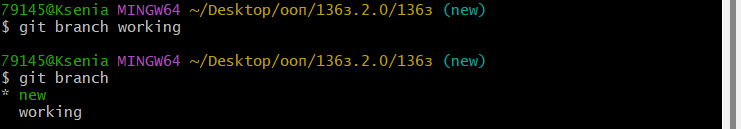 79145@Ksenia MINGW64 ~/Desktop/ооп/136з.2.0/136з (new)
$ git branch working
79145@Ksenia MINGW64 ~/Desktop/ооп/136з.2.0/136з (new)
$ git branch
* new
  working